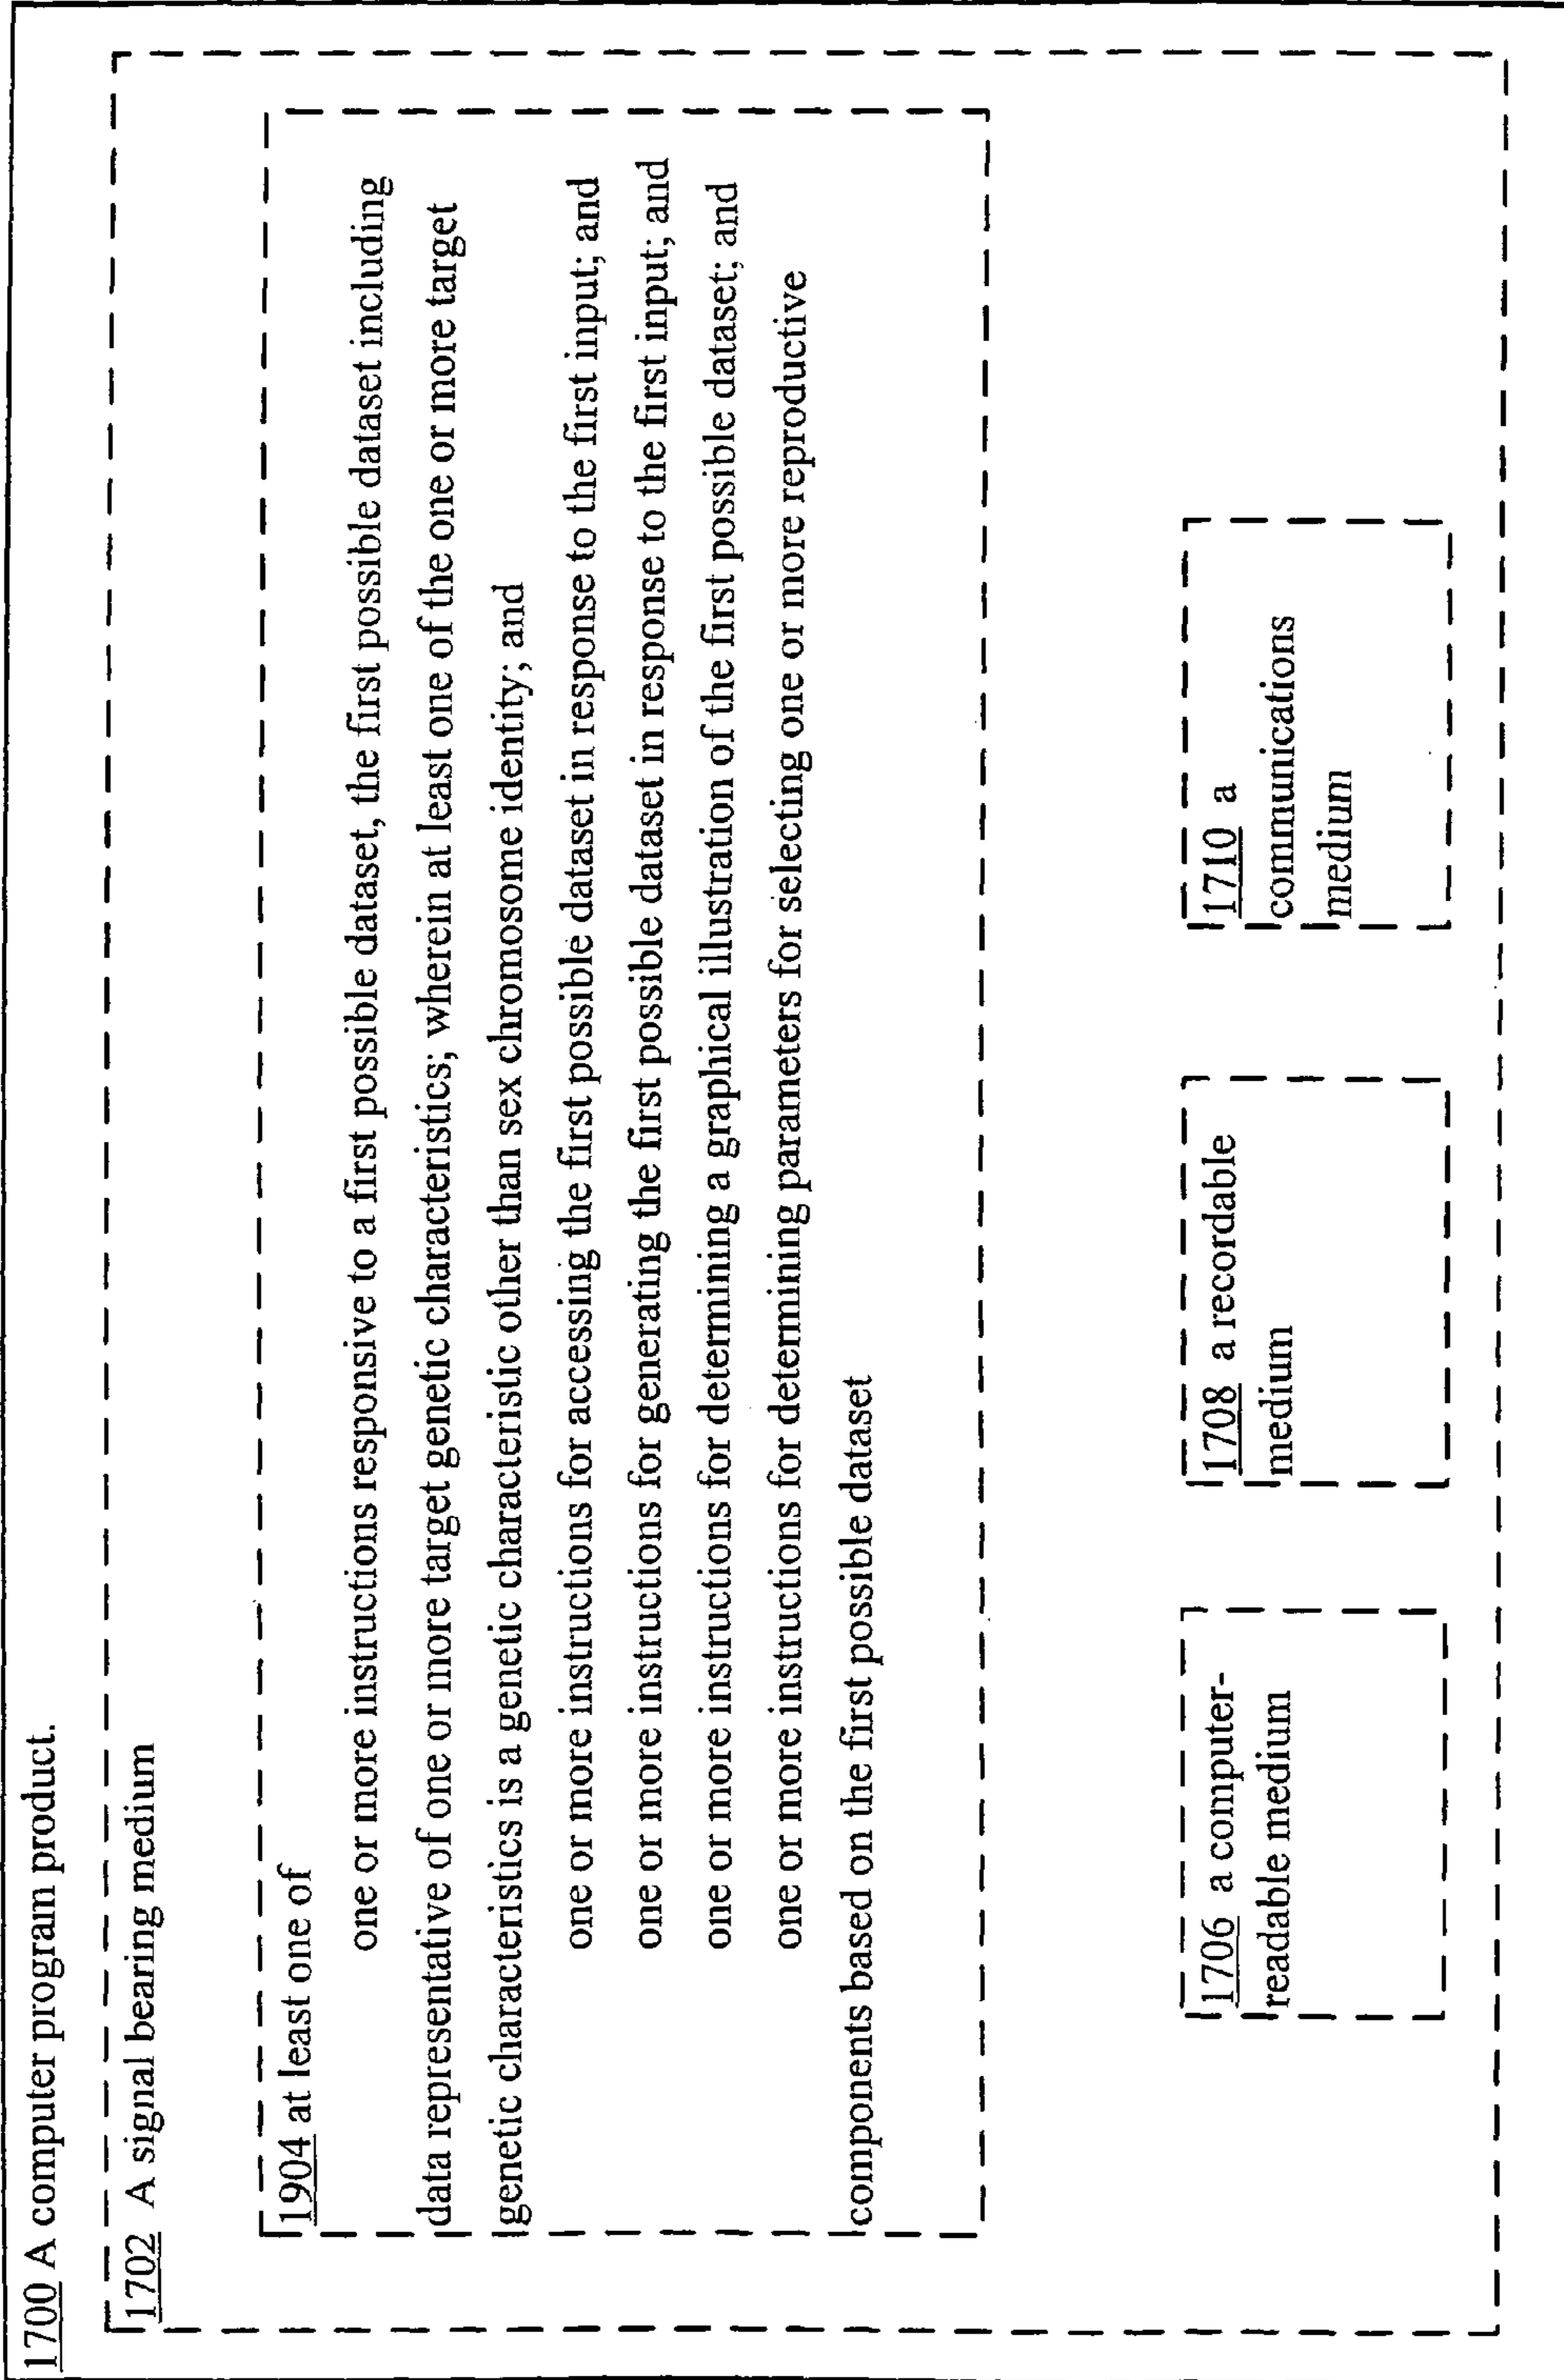 1700 A computer program product.
1702 A signal bearing medium
1904 at least one of
one or more instructions responsive to a first possible dataset, the first possible dataset including
data representative of one or more target genetic characteristics; wherein at least one of the one or more target
genetic characteristics is a genetic characteristic other than sex chromosome identity; and
one or more instructions for accessing the first possible dataset in response to the first input; and
one or more instructions for generating the first possible dataset in response to the first input; and
one or more instructions for determining a graphical illustration of the first possible dataset; and
one or more instructions for determining parameters for selecting one or more reproductive
components based on the first possible dataset
1706 a computer-
readable medium
1708 a recordable
medium
1710 a
communications
medium